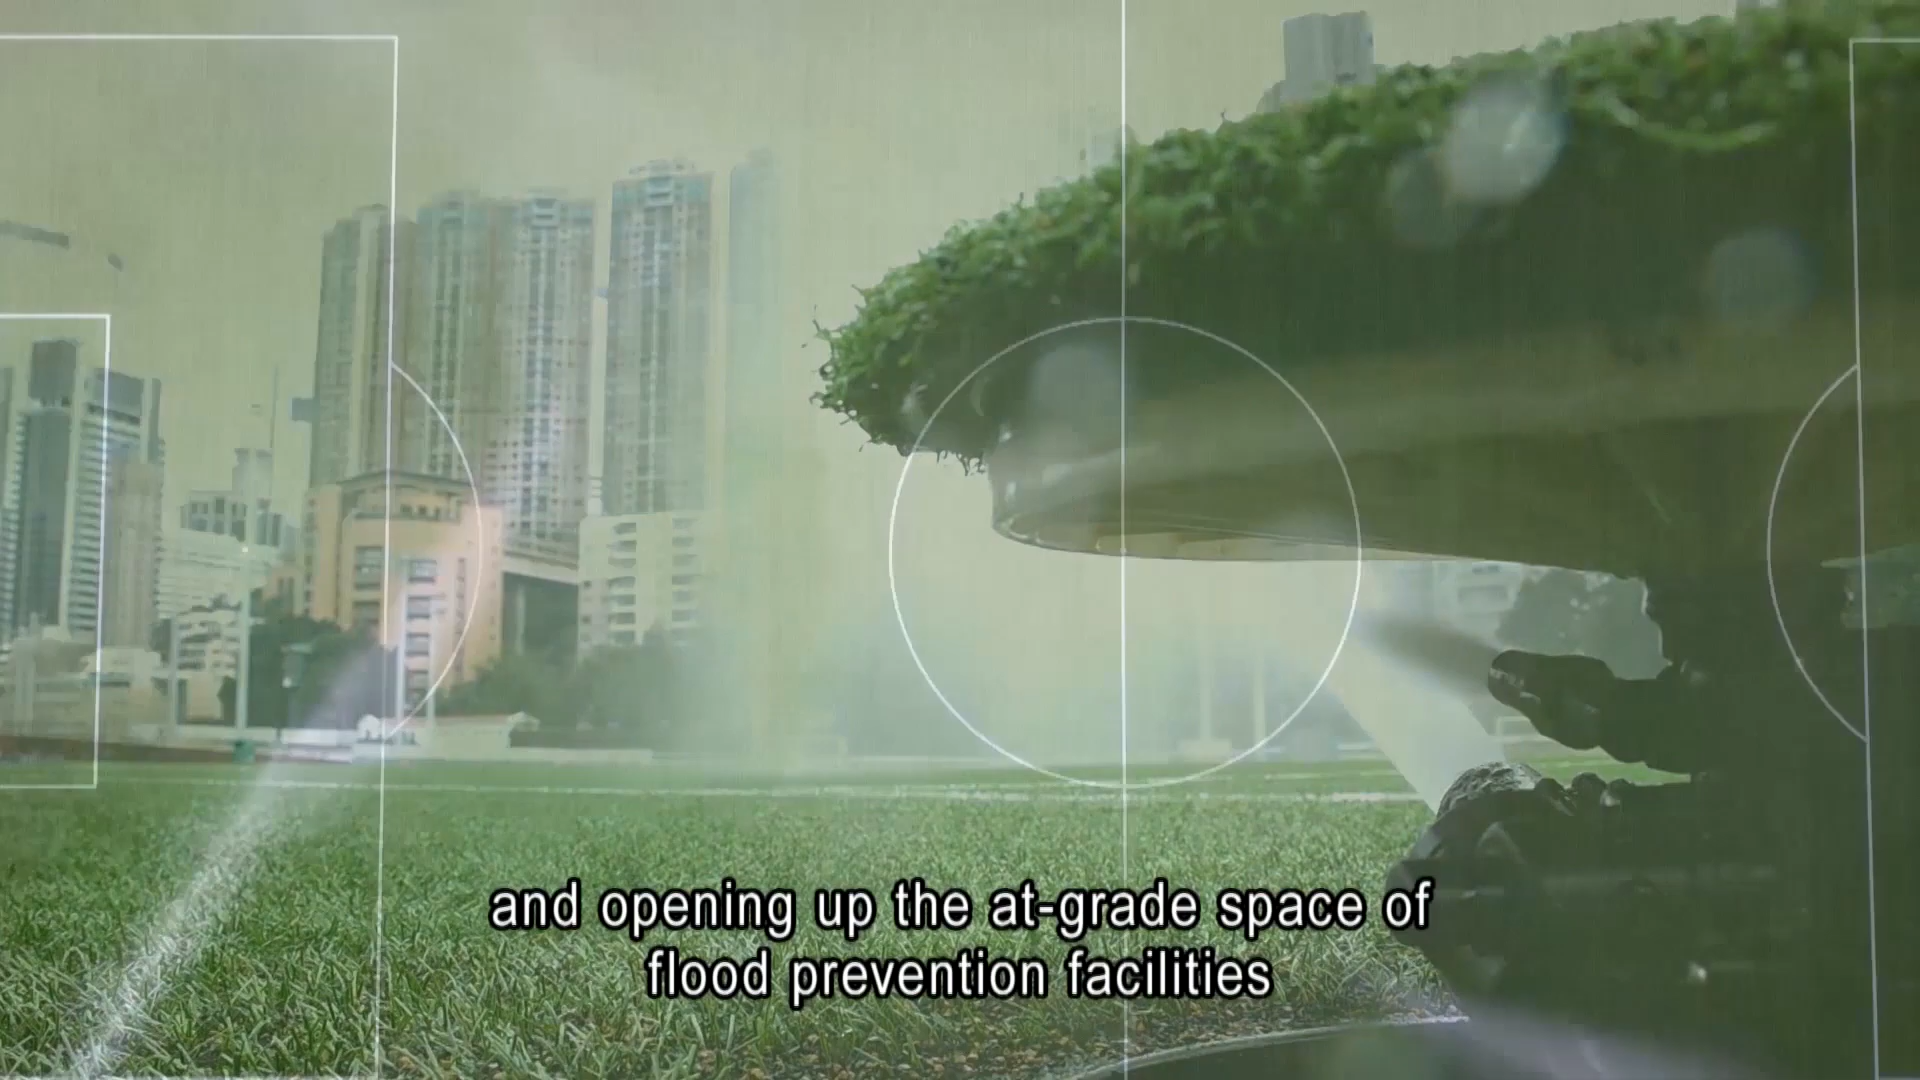 and opening up the at-grade space of
flood prevention facilities